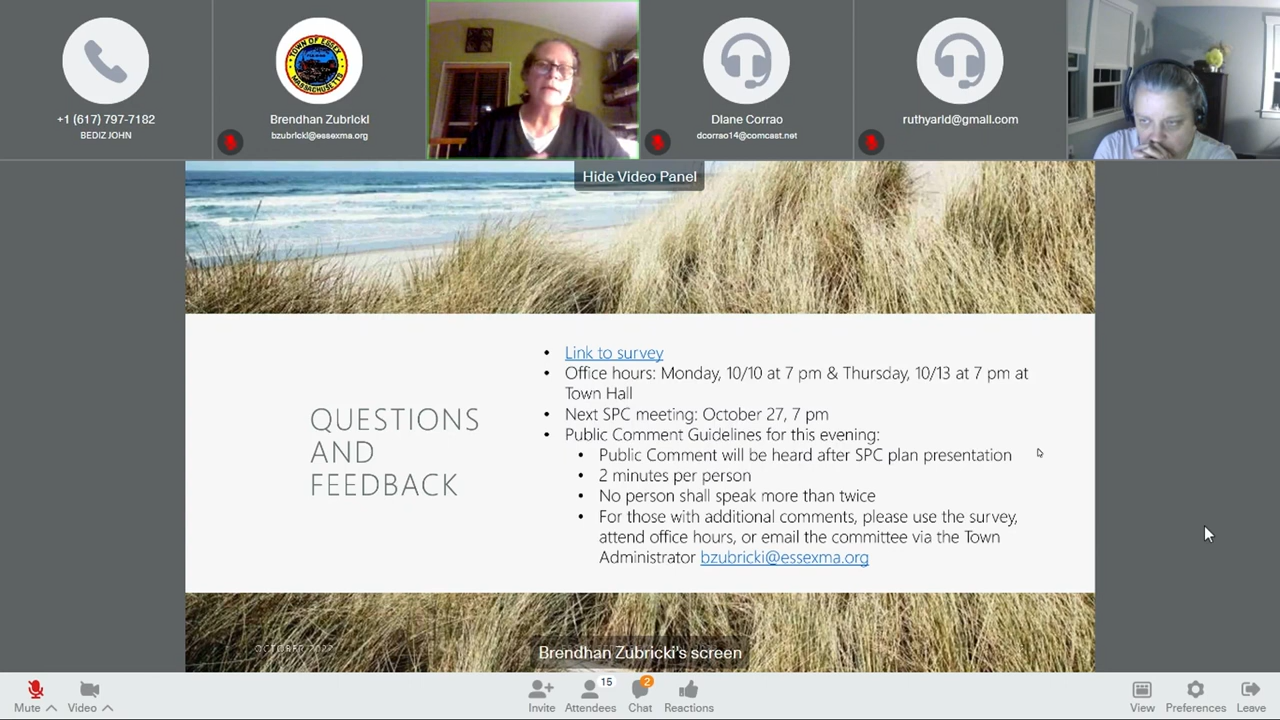 +1 (617) 797-7182
BEDIZ JOHN
TOWN OF ESSEX
MASSACHUSETTS
Brendhan Zubricki
bzubricki@essexma.org
Diane Corrao
dcorrao14@comcast.net
ruthyarid@gmail.com
Hide Video Panel
QUESTIONS
AND
FEEDBACK
• Link to survey
• Office hours: Monday, 10/10 at 7 pm & Thursday, 10/13 at 7 pm at
Town Hall
• Next SPC meeting: October 27, 7 pm
• Public Comment Guidelines for this evening:
• Public Comment will be heard after SPC plan presentation
• 2 minutes per person
• No person shall speak more than twice
• For those with additional comments, please use the survey,
attend office hours, or email the committee via the Town
Administrator bzubricki@essexma.org
OCTOBER 2022
Brendhan Zubricki's screen
Mute
Video
Invite
15
Attendees
2
Chat
Reactions
View
Preferences
Leave